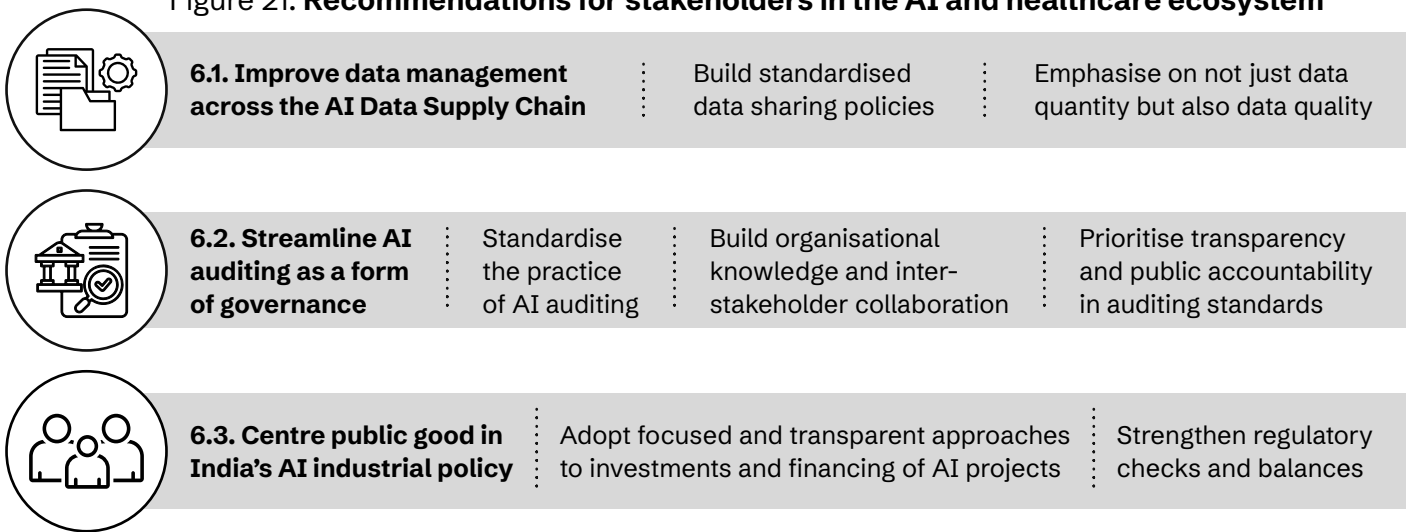 Figure 21. Recommendations for stakeholders in the AI and healthcare ecosystem
6.1. Improve data management
across the AI Data Supply Chain
Build standardised
data sharing policies
Emphasise on not just data
quantity but also data quality
6.2. Streamline AI
auditing as a form
of governance
Standardise
the practice
of AI auditing
Build organisational
knowledge and inter-
stakeholder collaboration
Prioritise transparency
and public accountability
in auditing standards
6.3. Centre public good in
India's AI industrial policy
Adopt focused and transparent approaches
to investments and financing of AI projects
Strengthen regulatory
checks and balances